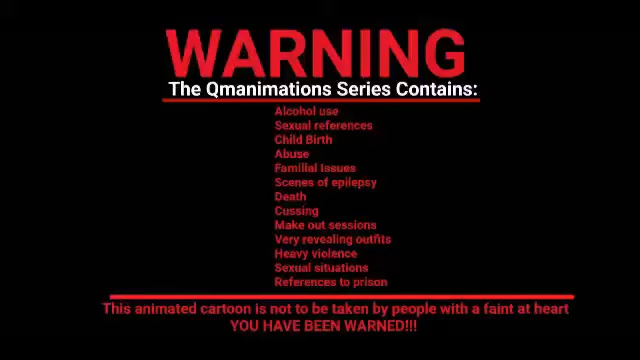 WARNING
The Qmanimations Series Contains:
Alcohol use
Sexual references
Child Birth
Abuse
Familial Issues
Scenes of epilepsy
Death
Cussing
Make out sessions
Very revealing outfits
Heavy violence
Sexual situations
References to prison
This animated cartoon is not to be taken by people with a faint at heart
YOU HAVE BEEN WARNED!!!